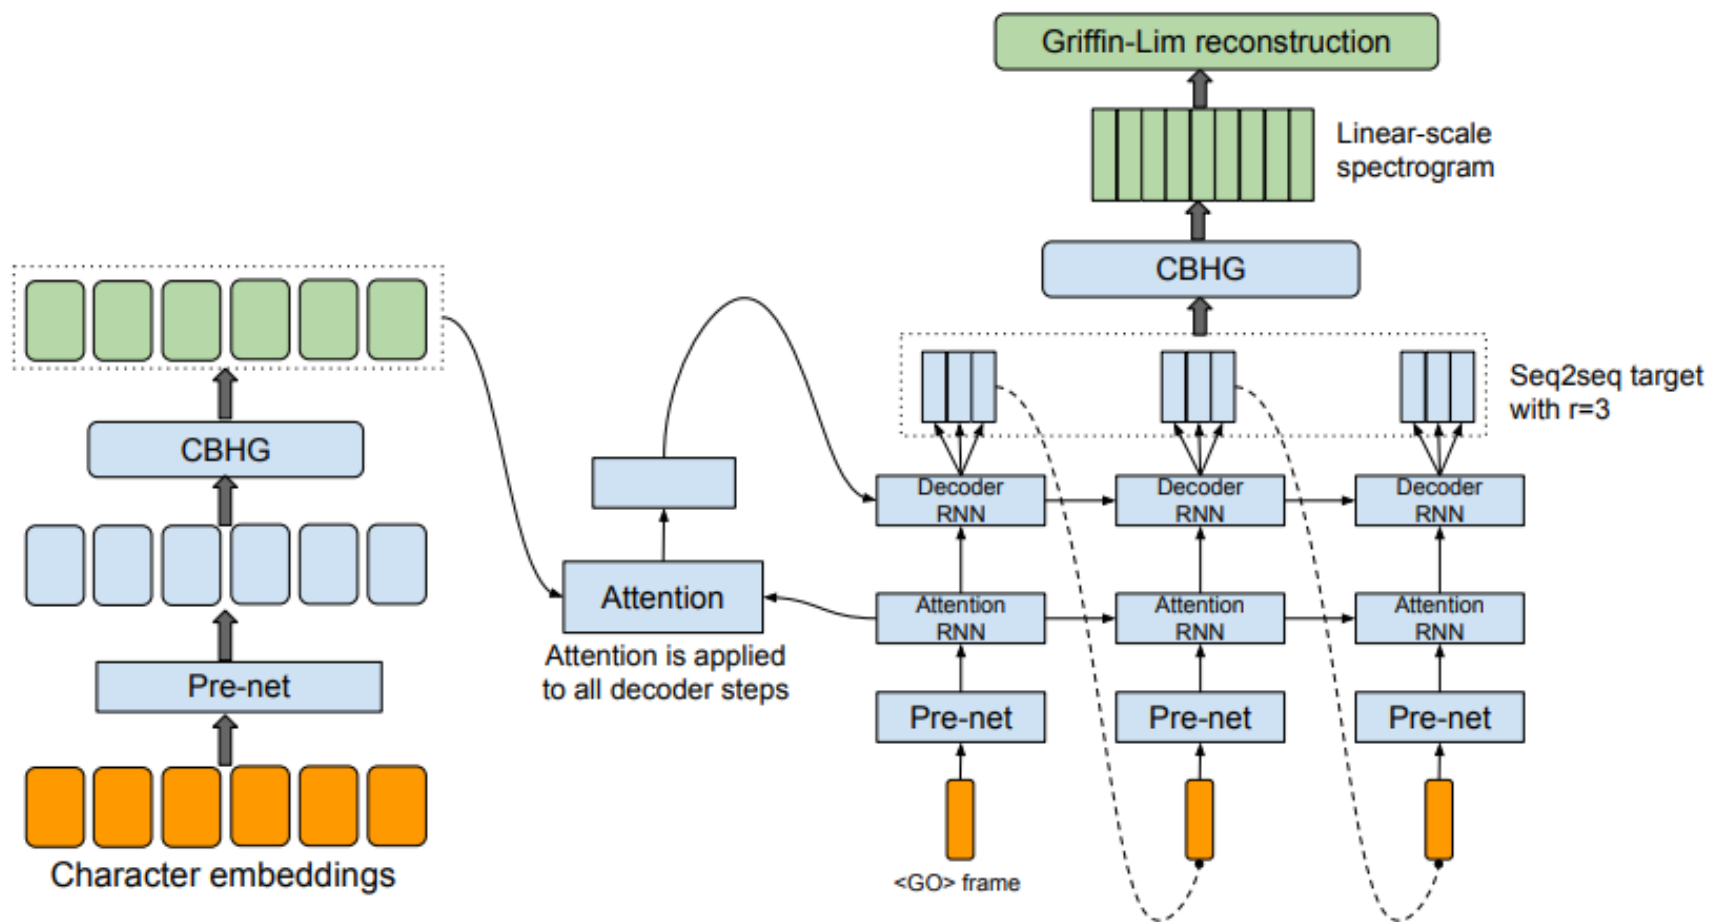 Griffin-Lim reconstruction
Linear-scale
spectrogram
CBHG
Seq2seq target
with r=3
CBHG
Decoder
RNN
Decoder
RNN
Decoder
RNN
Attention
Attention is applied
to all decoder steps
Attention
RNN
Attention
RNN
Attention
RNN
Pre-net
Pre-net
Pre-net
Pre-net
Character embeddings
<GO> frame